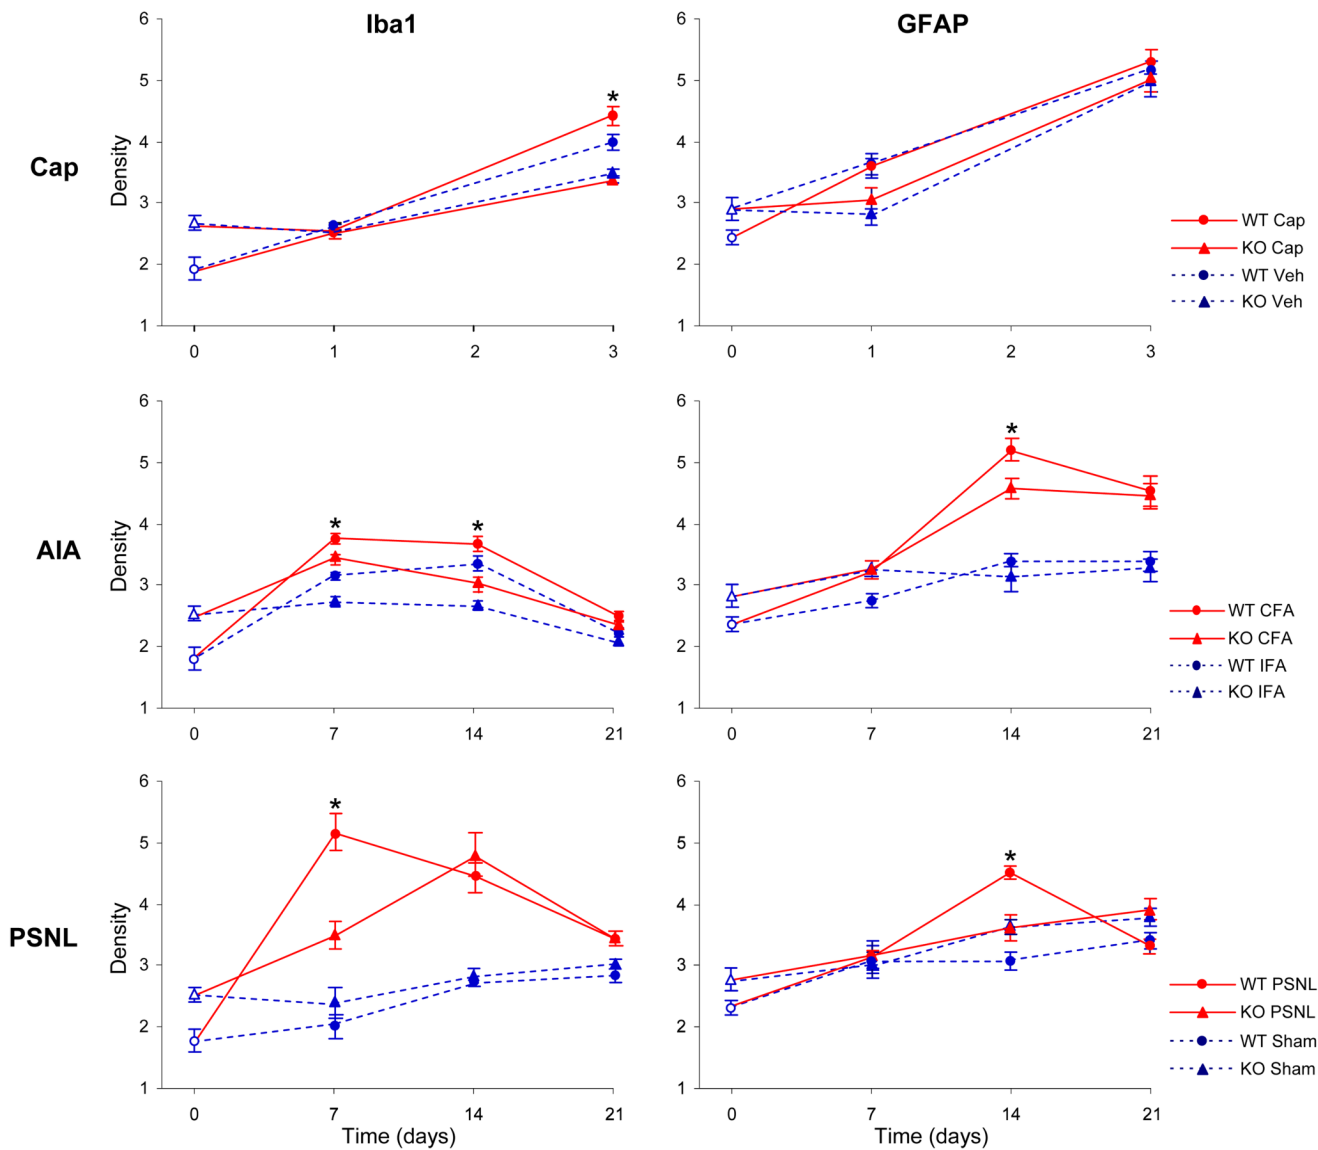 Iba1
GFAP
Cap
Density
6
5
4
3
2
1
*
0 1 2 3
6
5
4
3
2
1
0 1 2 3
WT Cap
KO Cap
WT Veh
KO Veh
AIA
Density
6
5
4
3
2
1
* *
0 7 14 21
6
5
4
3
2
1
*
0 7 14 21
WT CFA
KO CFA
WT IFA
KO IFA
PSNL
Density
6
5
4
3
2
1
*
0 7 14 21
Time (days)
6
5
4
3
2
1
*
0 7 14 21
Time (days)
WT PSNL
KO PSNL
WT Sham
KO Sham